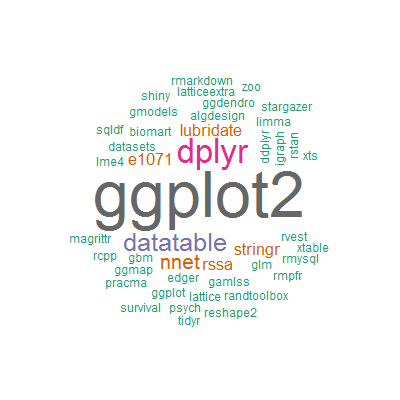 rmarkdown
latticeextra zoo
shiny
ggdendro
stargazer
gmodels
algdesign
limma
sqldf biomart lubridate
ddplyr
igraph
rstan
xts
datasets
dplyr
lme4 e1071
ggplot2
magrittr datatable stringr rvest
xtable
rcpp gbm nnet rssa glm rmysql
ggmap
rmpfr
pracma edger gamlss
ggplot lattice randtoolbox
survival psych reshape2
tidyr